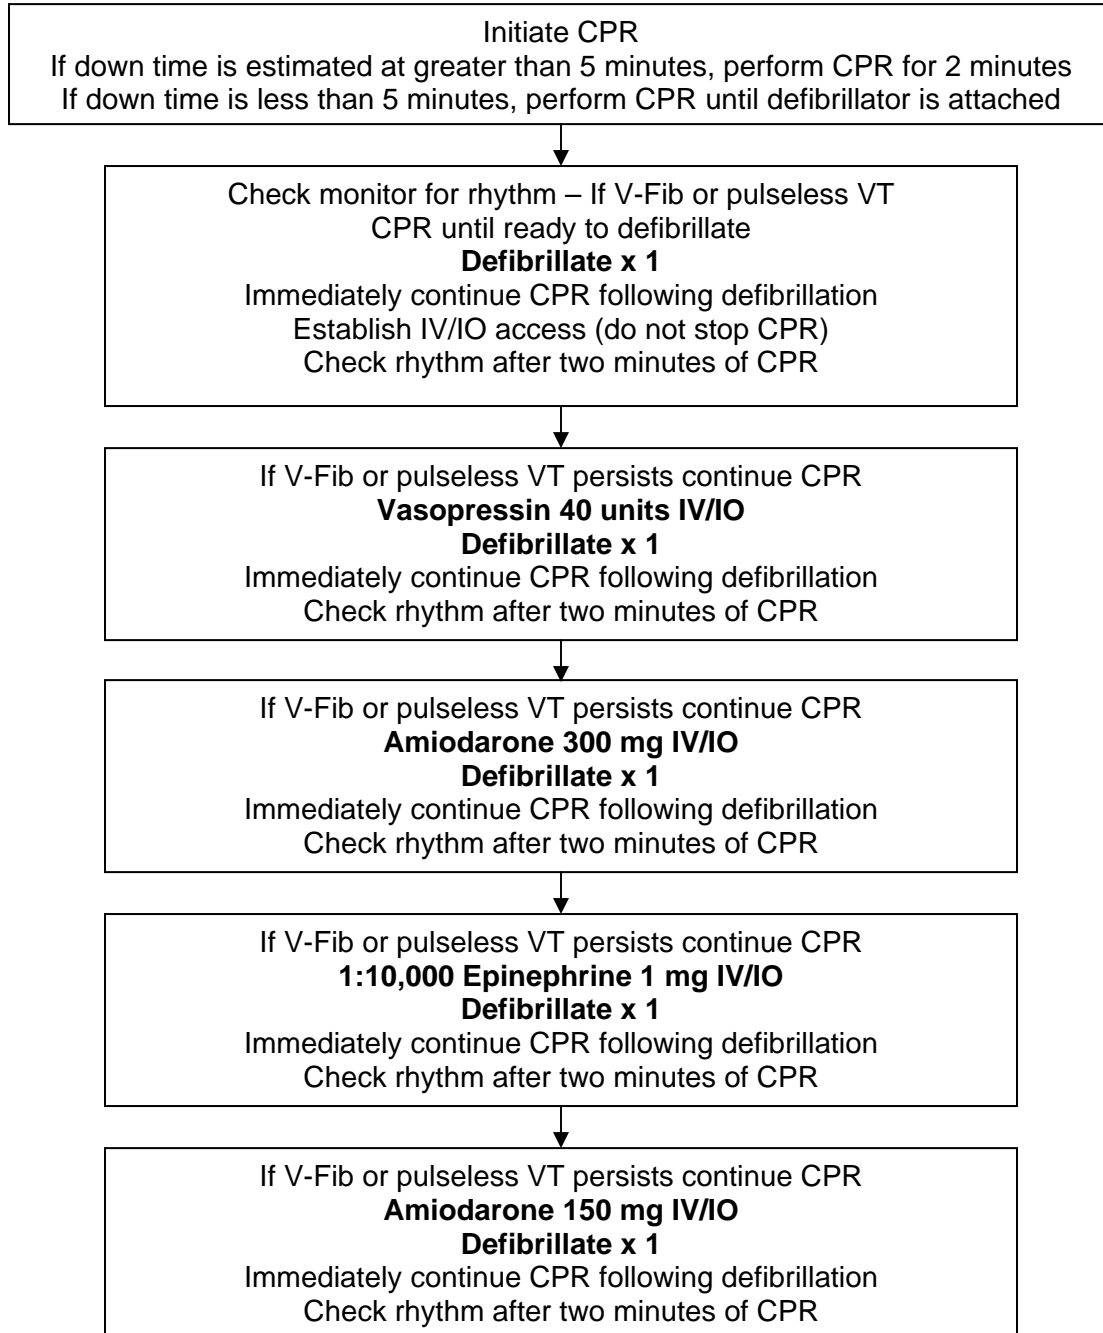 Initiate CPR
If down time is estimated at greater than 5 minutes, perform CPR for 2 minutes
If down time is less than 5 minutes, perform CPR until defibrillator is attached
Check monitor for rhythm – If V-Fib or pulseless VT
CPR until ready to defibrillate
Defibrillate x 1
Immediately continue CPR following defibrillation
Establish IV/IO access (do not stop CPR)
Check rhythm after two minutes of CPR
If V-Fib or pulseless VT persists continue CPR
Vasopressin 40 units IV/IO
Defibrillate x 1
Immediately continue CPR following defibrillation
Check rhythm after two minutes of CPR
If V-Fib or pulseless VT persists continue CPR
Amiodarone 300 mg IV/IO
Defibrillate x 1
Immediately continue CPR following defibrillation
Check rhythm after two minutes of CPR
If V-Fib or pulseless VT persists continue CPR
1:10,000 Epinephrine 1 mg IV/IO
Defibrillate x 1
Immediately continue CPR following defibrillation
Check rhythm after two minutes of CPR
If V-Fib or pulseless VT persists continue CPR
Amiodarone 150 mg IV/IO
Defibrillate x 1
Immediately continue CPR following defibrillation
Check rhythm after two minutes of CPR